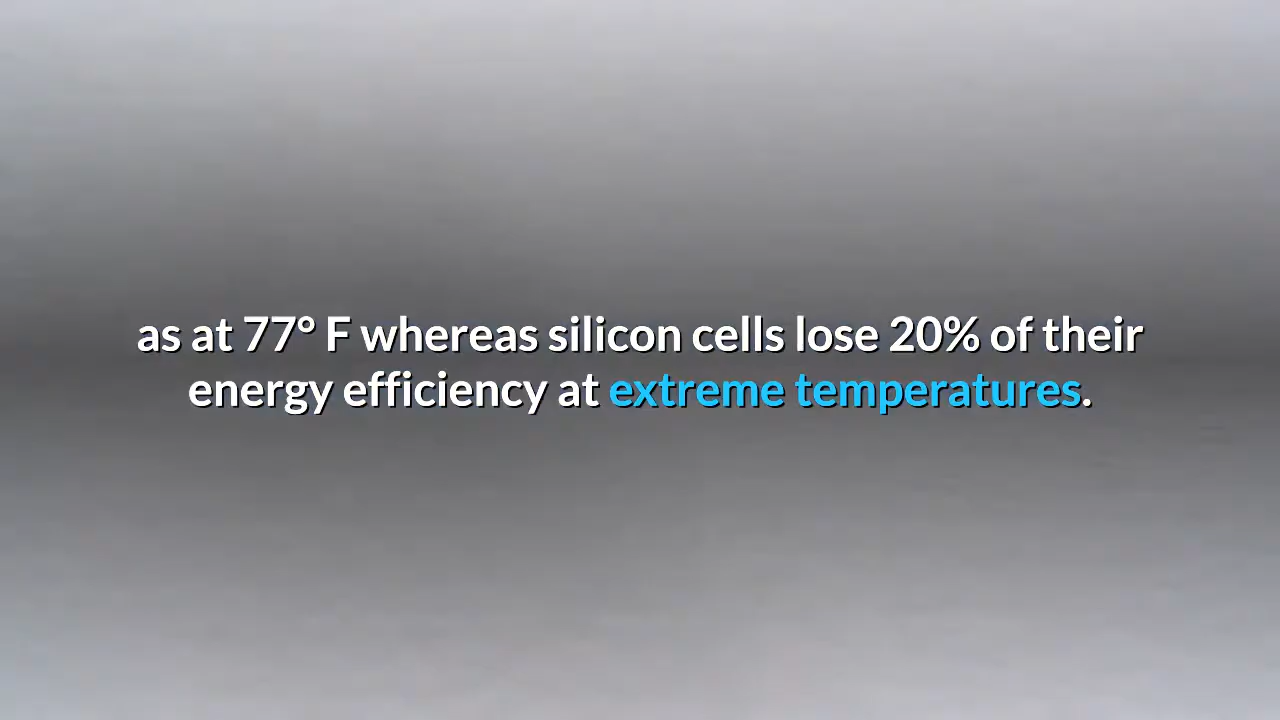 as at 77° F whereas silicon cells lose 20% of their
energy efficiency at extreme temperatures.